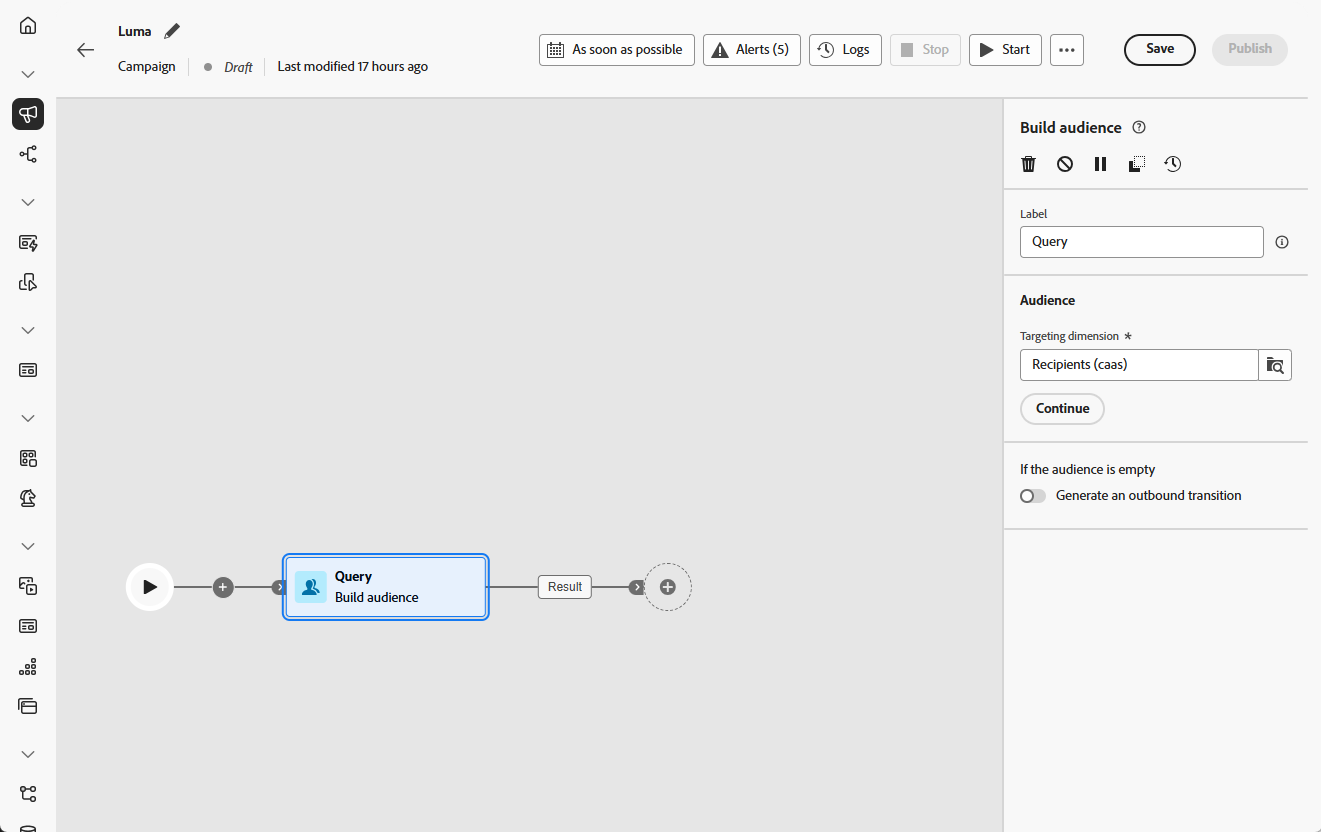 Luma
Campaign Draft Last modified 17 hours ago
As soon as possible Alerts (5) Logs Stop Start Save Publish
Build audience
Label
Query
Audience
Targeting dimension *
Recipients (caas)
Continue
If the audience is empty
Generate an outbound transition
Query
Build audience
Result